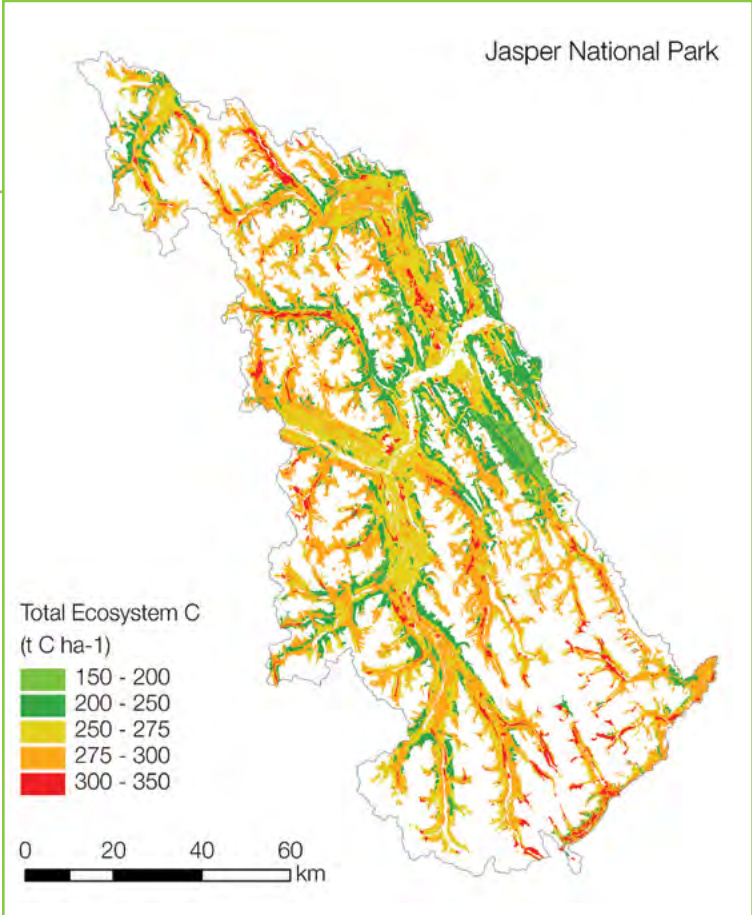 Jasper National Park
Total Ecosystem C
(t C ha-1)
150 - 200
200 - 250
250 - 275
275 - 300
300 - 350
0 20 40 60
km